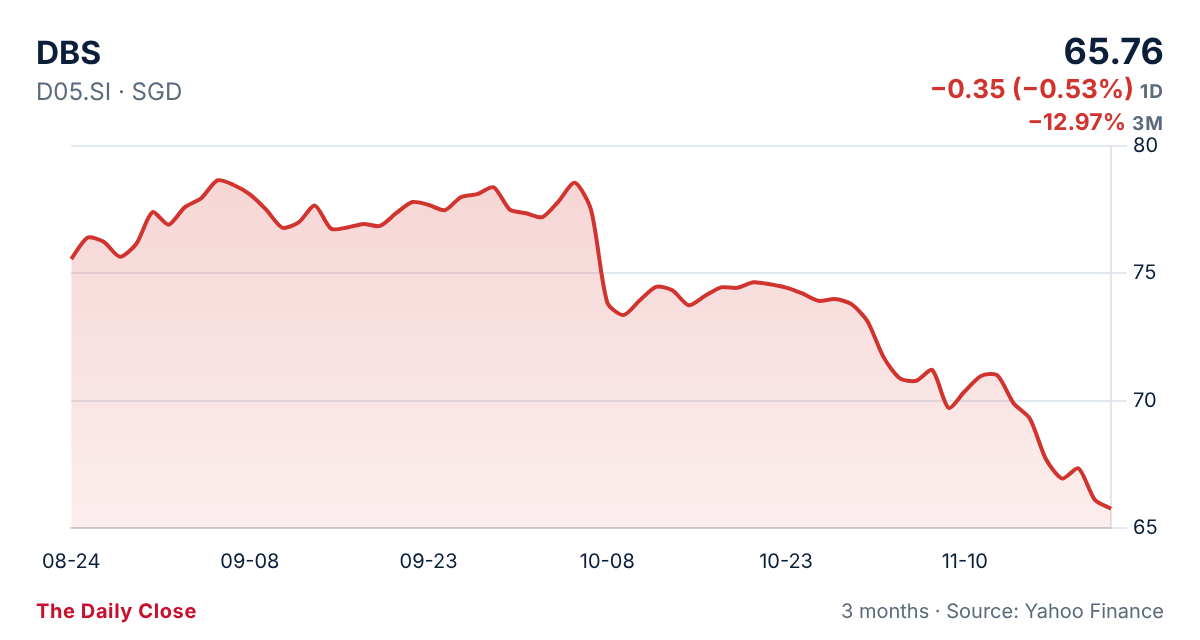 DBS
D05.SI · SGD
65.76
−0.35 (−0.53%) 1D
−12.97% 3M
80
75
70
65
08-24 09-08 09-23 10-08 10-23 11-10
The Daily Close
3 months · Source: Yahoo Finance